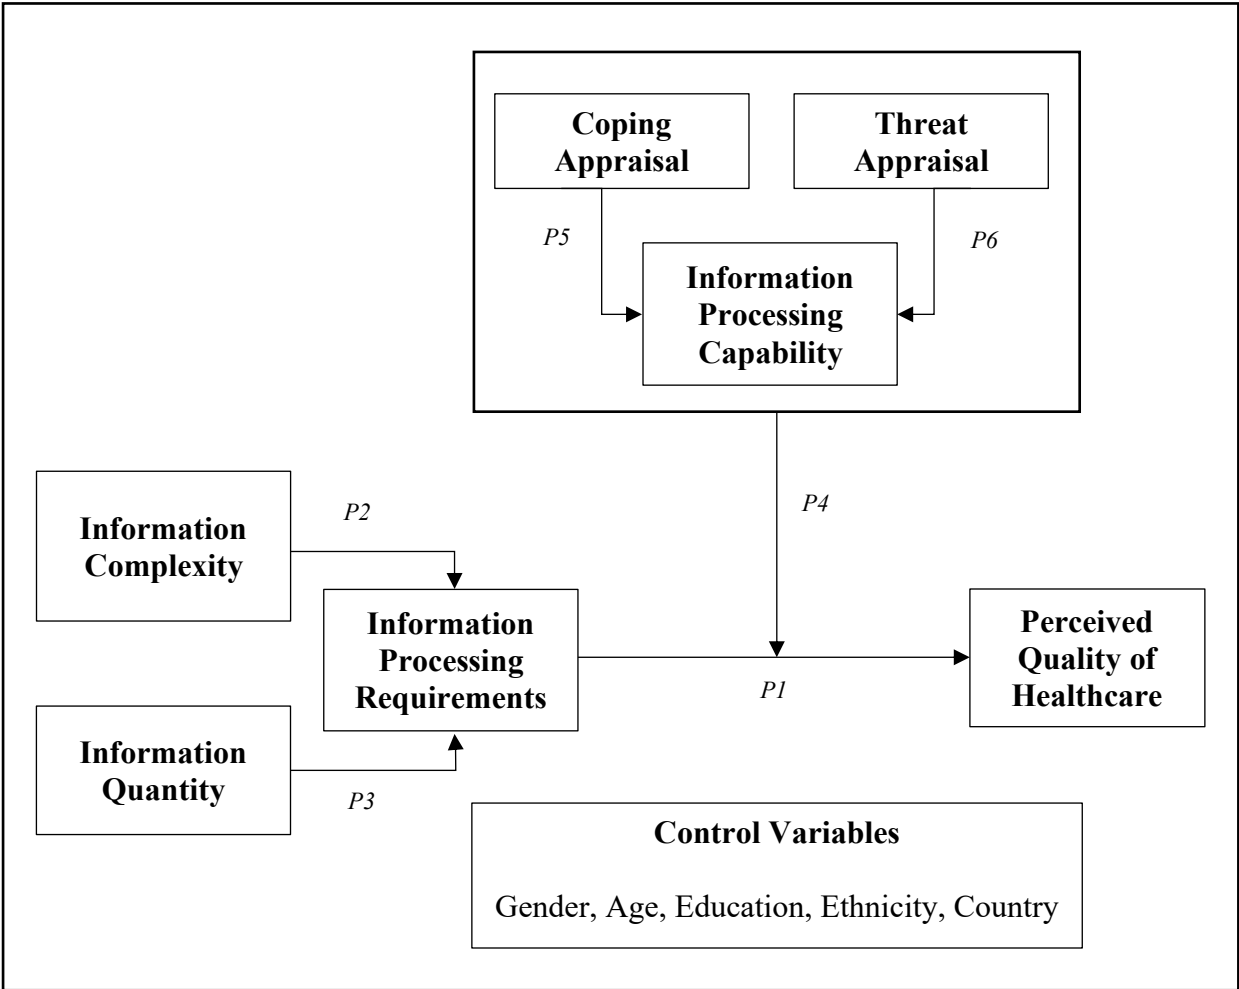 Coping
Appraisal
Threat
Appraisal
P5
P6
Information
Processing
Capability
P4
Information
Complexity
P2
Information
Processing
Requirements
P1
Perceived
Quality of
Healthcare
Information
Quantity
P3
Control Variables
Gender, Age, Education, Ethnicity, Country